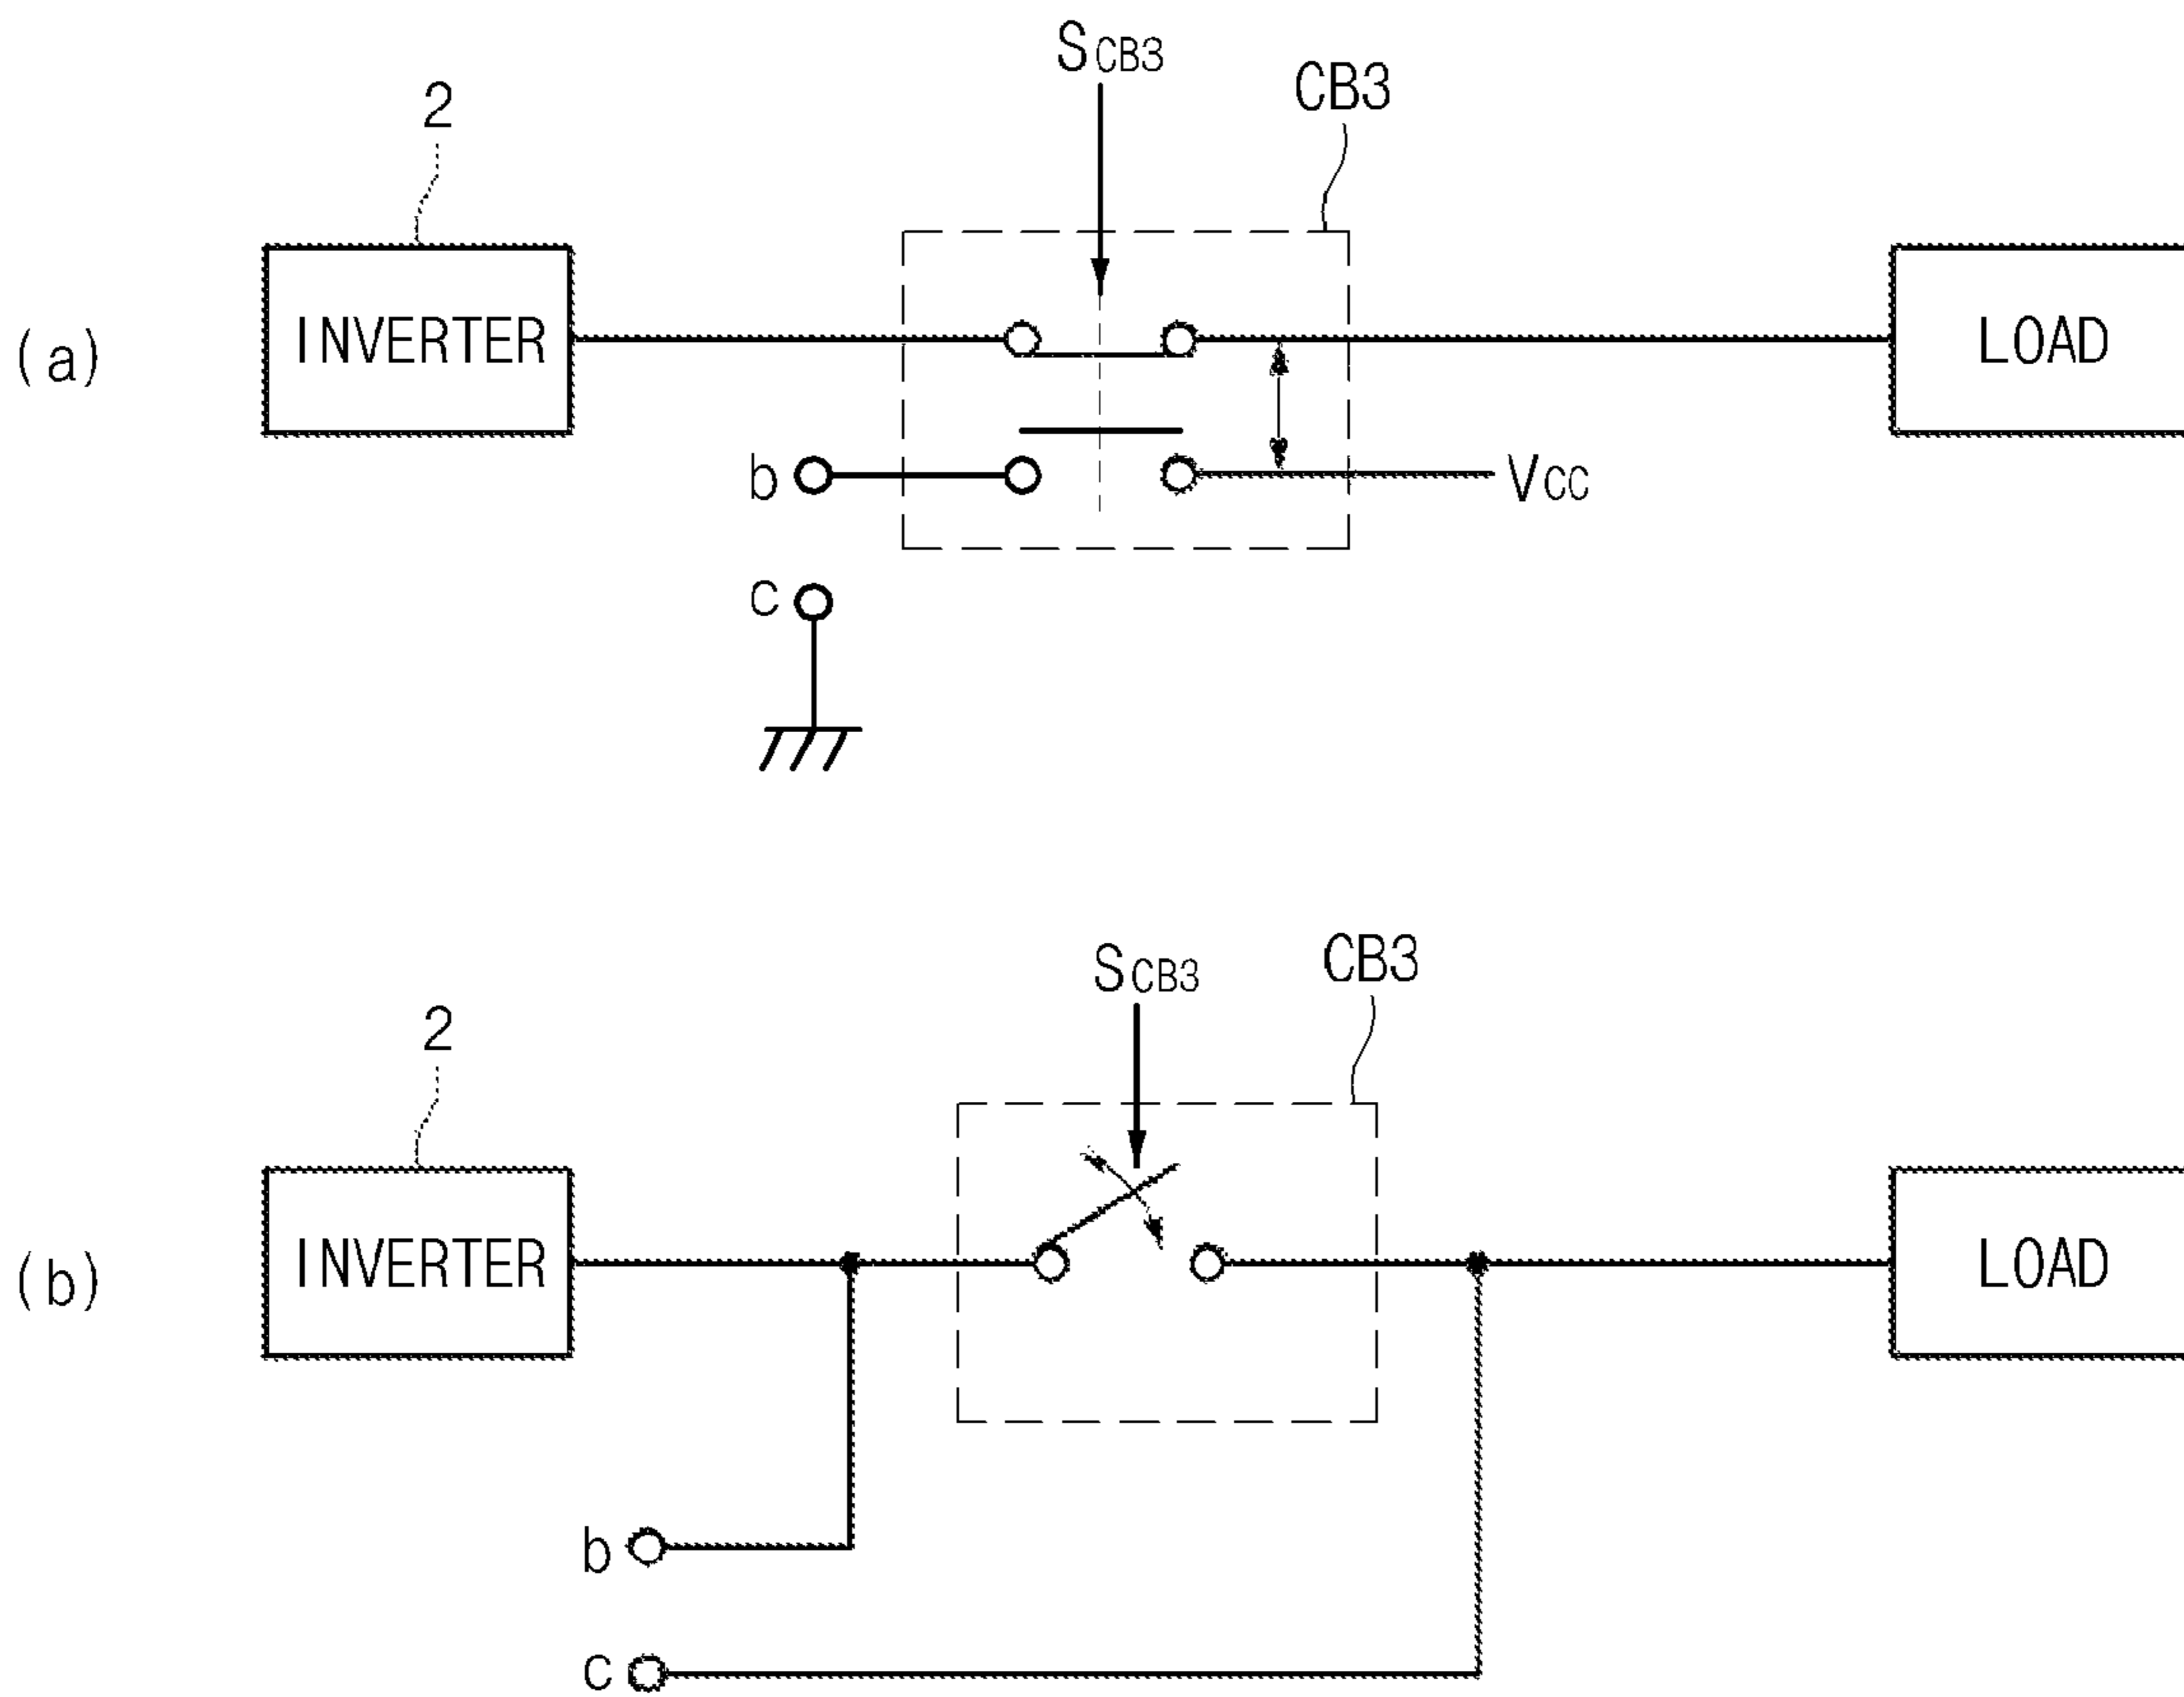 (a)
2
SCB3
CB3
INVERTER
LOAD
b
VCC
c
(b)
2
SCB3
CB3
INVERTER
LOAD
b
c